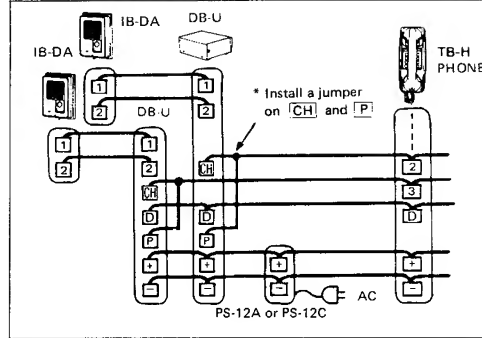 IB-DA DB-U
IB-DA
TB-H
PHONE
DB-U
* Install a jumper
on CH and P
1 1
2 2
1 1
2 2
CH 2
CH 3
D D D
P P
+ + + +
− − − −
AC
PS-12A or PS-12C